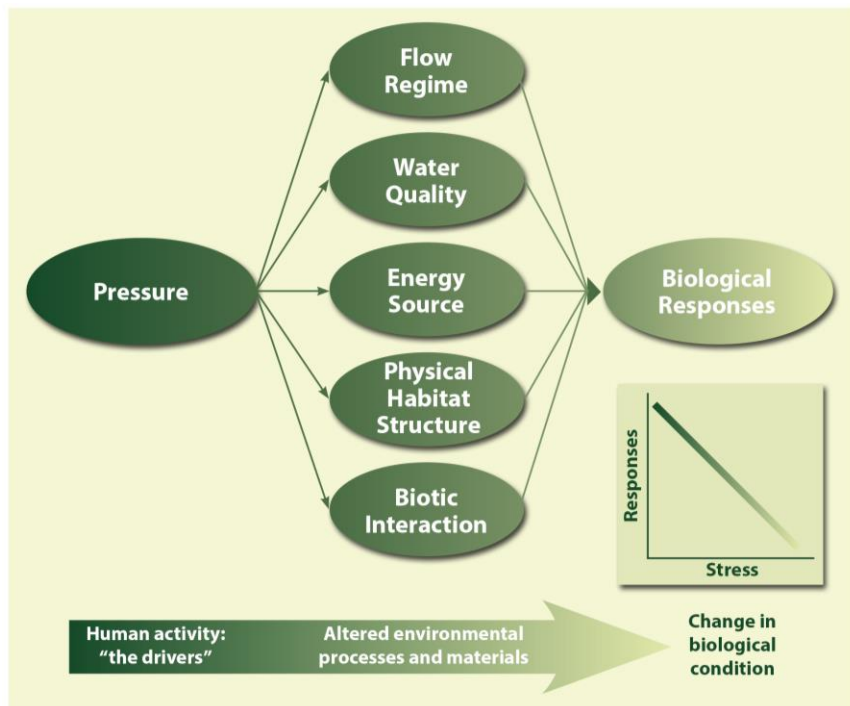 Flow
Regime
Water
Quality
Pressure
Energy
Source
Biological
Responses
Physical
Habitat
Structure
Biotic
Interaction
Responses
Stress
Human activity:
"the drivers"
Altered environmental
processes and materials
Change in
biological
condition